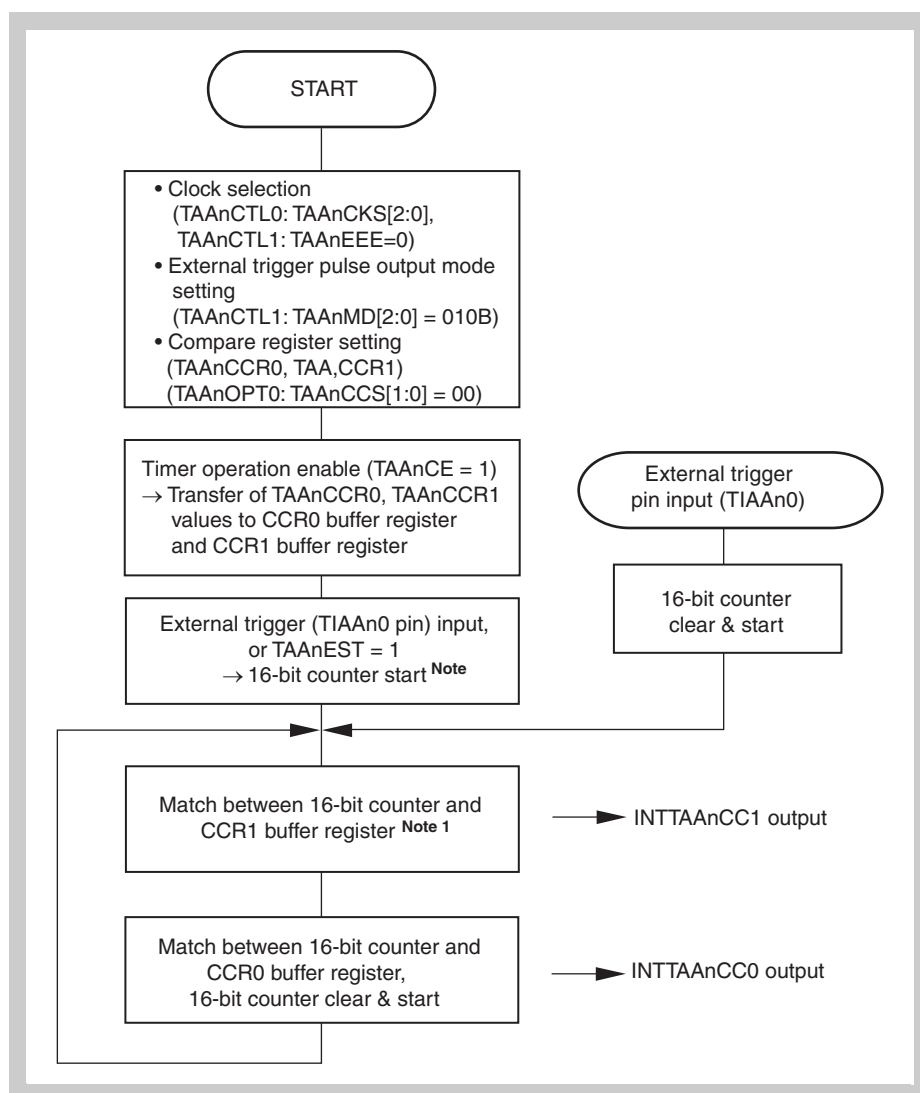 START
• Clock selection
(TAAnCTL0: TAAnCKS[2:0],
TAAnCTL1: TAAnEEE=0)
• External trigger pulse output mode
setting
(TAAnCTL1: TAAnMD[2:0] = 010B)
• Compare register setting
(TAAnCCR0, TAA,CCR1)
(TAAnOPT0: TAAnCCS[1:0] = 00)
Timer operation enable (TAAnCE = 1)
→ Transfer of TAAnCCR0, TAAnCCR1
values to CCR0 buffer register
and CCR1 buffer register
External trigger
pin input (TIAAn0)
16-bit counter
clear & start
External trigger (TIAAn0 pin) input,
or TAAnEST = 1
→ 16-bit counter start Note
Match between 16-bit counter and
CCR1 buffer register Note 1
INTTAAnCC1 output
Match between 16-bit counter and
CCR0 buffer register,
16-bit counter clear & start
INTTAAnCC0 output